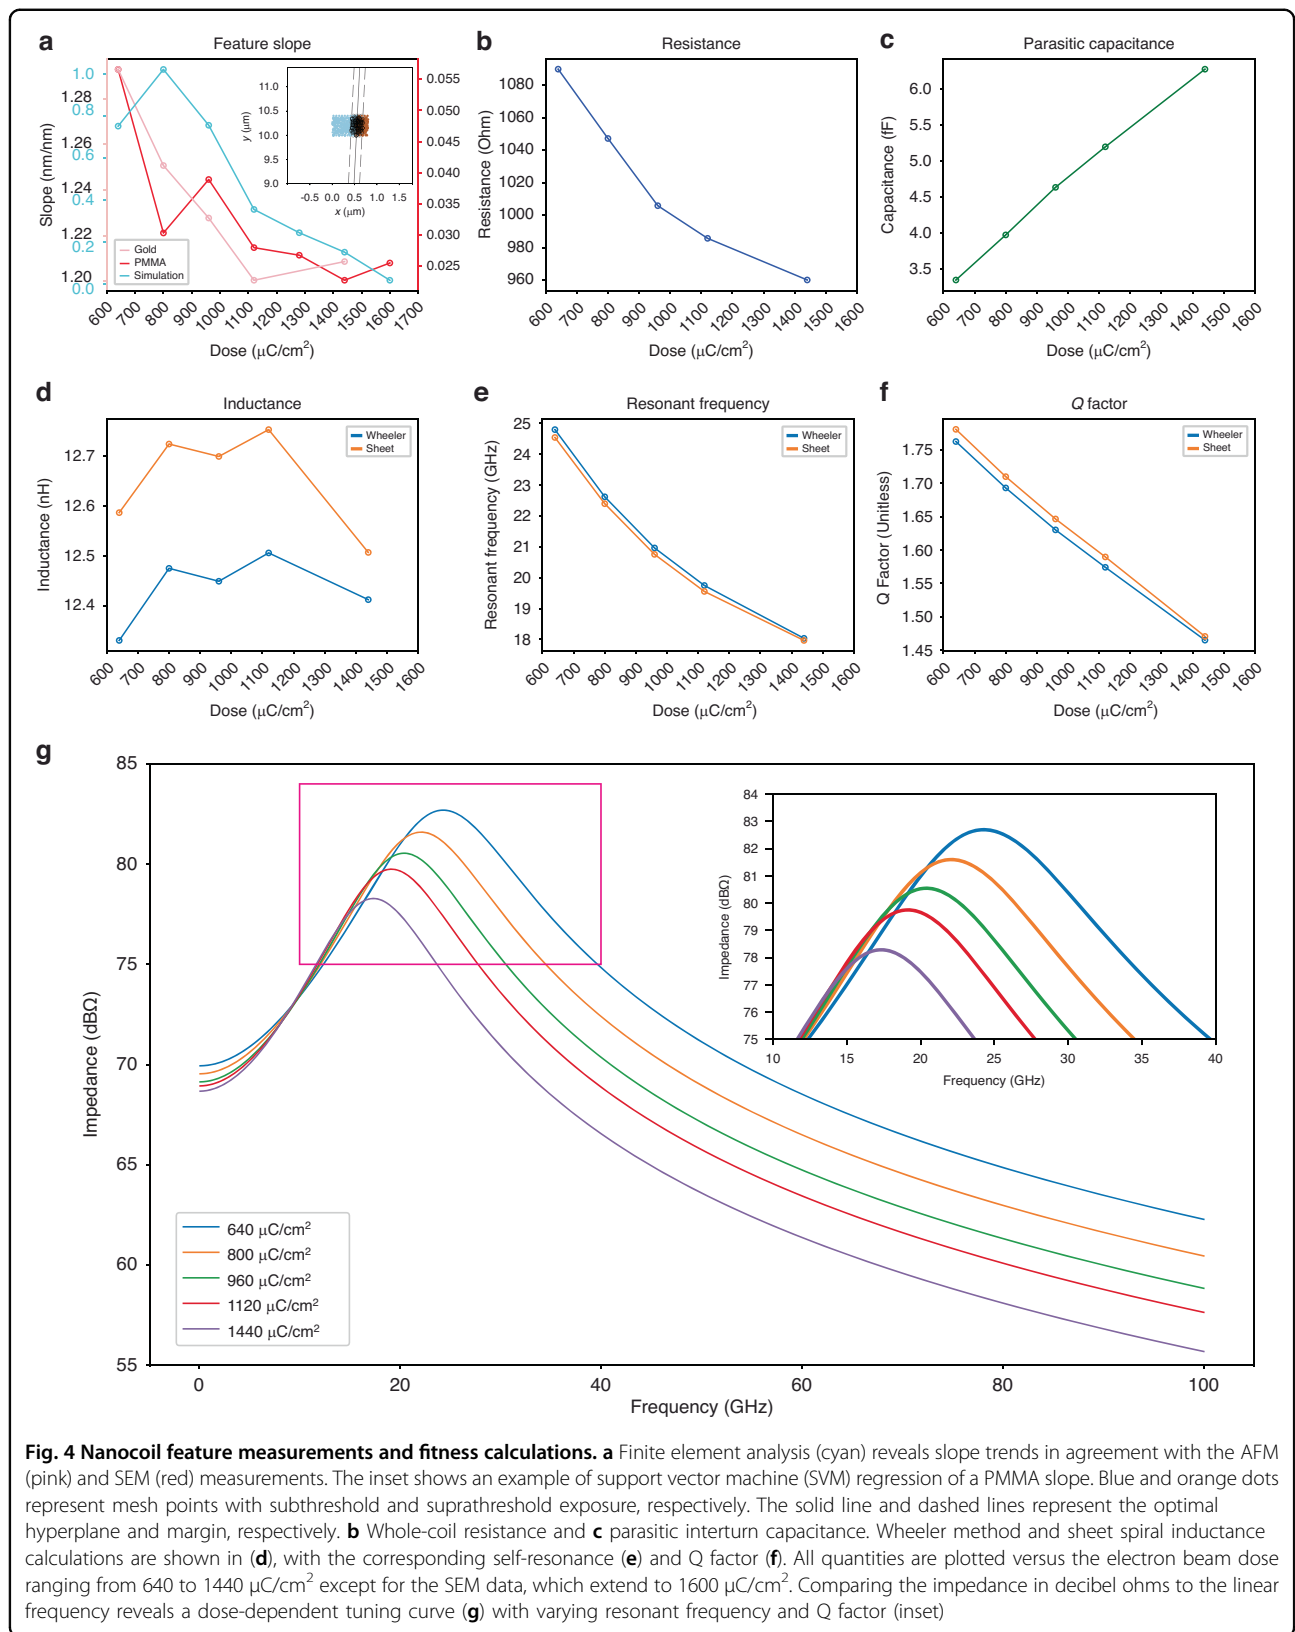 a
Feature slope
Slope (nm/nm)
1.28
1.26
1.24
1.22
1.20
1.0
0.8
0.6
0.4
0.2
0.0
0.055
0.050
0.045
0.040
0.035
0.030
0.025
y (μm)
11.0
10.5
10.0
9.5
9.0
-0.5 0.0 0.5 1.0 1.5
x (μm)
Gold
PMMA
Simulation
600 700 800 900 1000 1100 1200 1300 1400 1500 1600 1700
Dose (μC/cm²)
b
Resistance
Resistance (Ohm)
1080
1060
1040
1020
1000
980
960
600 700 800 900 1000 1100 1200 1300 1400 1500 1600
Dose (μC/cm²)
c
Parasitic capacitance
Capacitance (fF)
6.0
5.5
5.0
4.5
4.0
3.5
600 700 800 900 1000 1100 1200 1300 1400 1500 1600
Dose (μC/cm²)
d
Inductance
Inductance (nH)
12.7
12.6
12.5
12.4
Wheeler
Sheet
600 700 800 900 1000 1100 1200 1300 1400 1500 1600
Dose (μC/cm²)
e
Resonant frequency
Resonant frequency (GHz)
25
24
23
22
21
20
19
18
Wheeler
Sheet
600 700 800 900 1000 1100 1200 1300 1400 1500 1600
Dose (μC/cm²)
f
Q factor
Q Factor (Unitless)
1.75
1.70
1.65
1.60
1.55
1.50
1.45
Wheeler
Sheet
600 700 800 900 1000 1100 1200 1300 1400 1500 1600
Dose (μC/cm²)
g
Impedance (dBΩ)
85
80
75
70
65
60
55
0 20 40 60 80 100
Frequency (GHz)
640 μC/cm²
800 μC/cm²
960 μC/cm²
1120 μC/cm²
1440 μC/cm²
Impedance (dBΩ)
84
83
82
81
80
79
78
77
76
75
10 15 20 25 30 35 40
Frequency (GHz)
Fig. 4 Nanocoil feature measurements and fitness calculations. a Finite element analysis (cyan) reveals slope trends in agreement with the AFM
(pink) and SEM (red) measurements. The inset shows an example of support vector machine (SVM) regression of a PMMA slope. Blue and orange dots
represent mesh points with subthreshold and suprathreshold exposure, respectively. The solid line and dashed lines represent the optimal
hyperplane and margin, respectively. b Whole-coil resistance and c parasitic interturn capacitance. Wheeler method and sheet spiral inductance
calculations are shown in (d), with the corresponding self-resonance (e) and Q factor (f). All quantities are plotted versus the electron beam dose
ranging from 640 to 1440 μC/cm² except for the SEM data, which extend to 1600 μC/cm². Comparing the impedance in decibel ohms to the linear
frequency reveals a dose-dependent tuning curve (g) with varying resonant frequency and Q factor (inset)